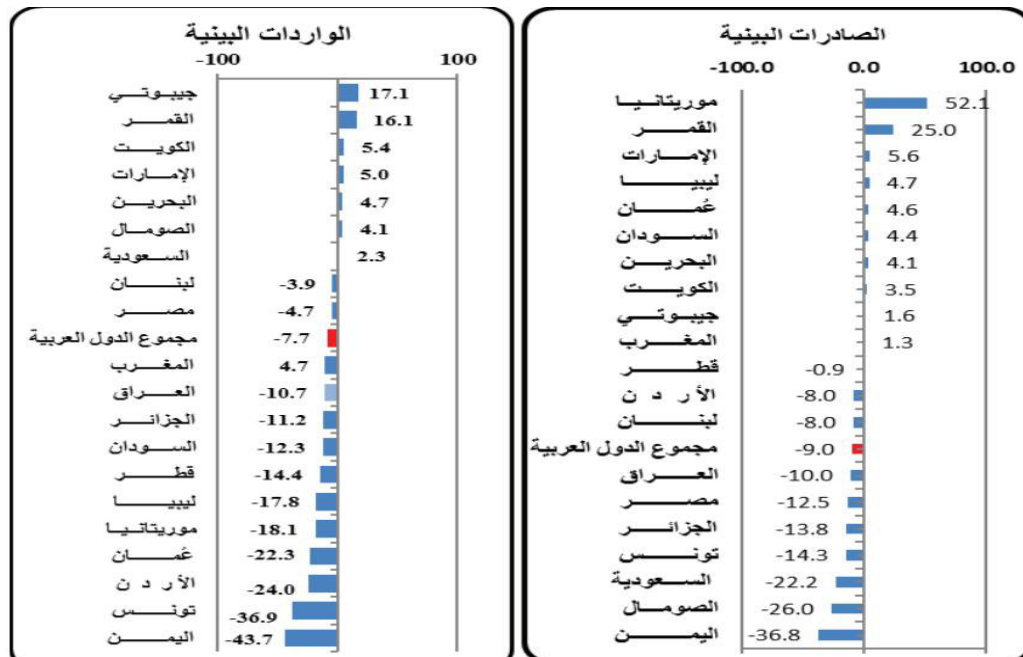 الصادرات البينية
-100.0 0.0 100.0
موريتانيا 52.1
القمر 25.0
الإمارات 5.6
ليبيا 4.7
عُمان 4.6
السودان 4.4
البحرين 4.1
الكويت 3.5
جيبوتي 1.6
المغرب 1.3
قطر -0.9
الأردن -8.0
لبنان -8.0
مجموع الدول العربية -9.0
العراق -10.0
مصر -12.5
الجزائر -13.8
تونس -14.3
السعودية -22.2
الصومال -26.0
اليمن -36.8
الواردات البينية
-100 100
جيبوتي 17.1
القمر 16.1
الكويت 5.4
الإمارات 5.0
البحرين 4.7
الصومال 4.1
السعودية 2.3
لبنان -3.9
مصر -4.7
مجموع الدول العربية -7.7
المغرب 4.7
العراق -10.7
الجزائر -11.2
السودان -12.3
قطر -14.4
ليبيا -17.8
موريتانيا -18.1
عُمان -22.3
الأردن -24.0
تونس -36.9
اليمن -43.7